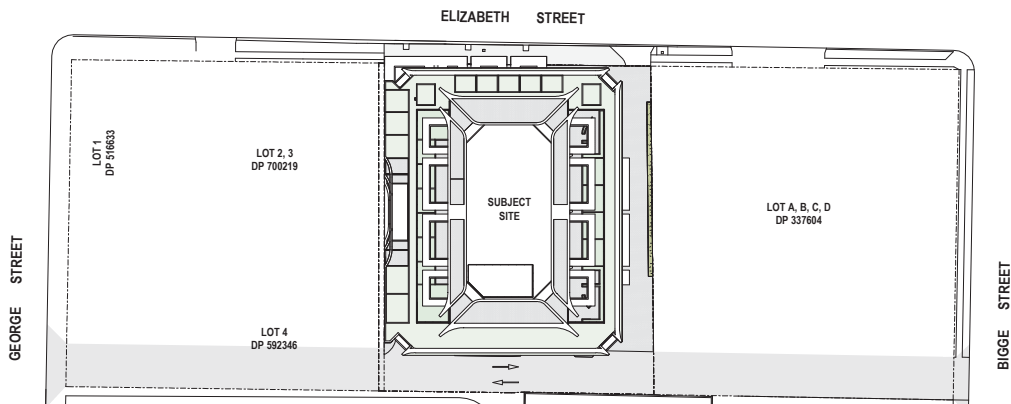 ELIZABETH STREET
LOT 1
DP 516633
LOT 2, 3
DP 700219
SUBJECT
SITE
LOT A, B, C, D
DP 337604
GEORGE STREET
BIGGE STREET
LOT 4
DP 592346